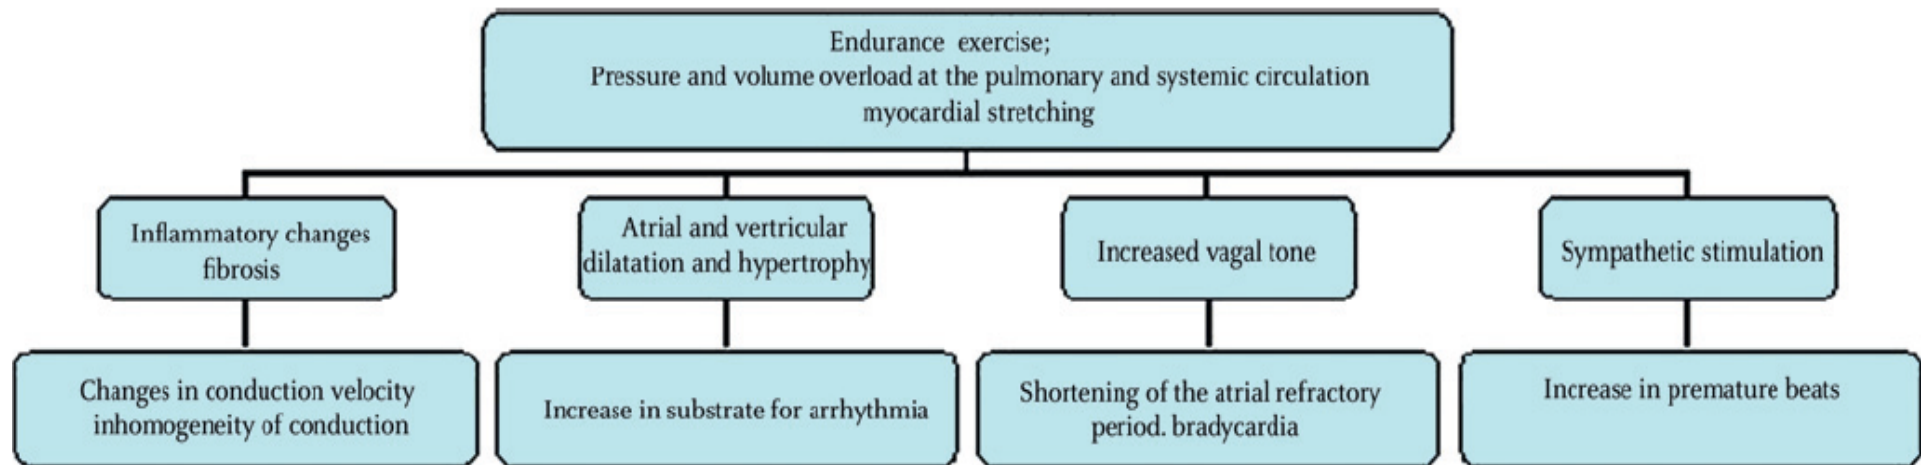 Endurance exercise;
Pressure and volume overload at the pulmonary and systemic circulation
myocardial stretching
Inflammatory changes
fibrosis
Atrial and vertricular
dilatation and hypertrophy
Increased vagal tone
Sympathetic stimulation
Changes in conduction velocity
inhomogeneity of conduction
Increase in substrate for arrhythmia
Shortening of the atrial refractory
period. bradycardia
Increase in premature beats